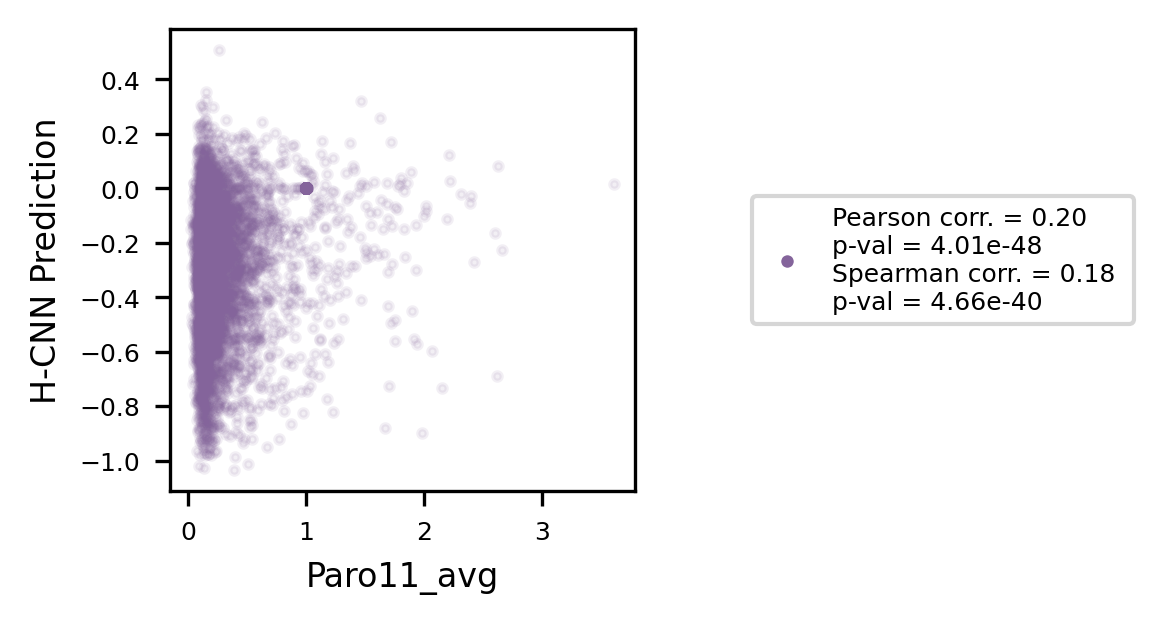 H-CNN Prediction
0.4
0.2
0.0
−0.2
−0.4
−0.6
−0.8
−1.0
0 1 2 3
Paro11_avg
Pearson corr. = 0.20
p-val = 4.01e-48
Spearman corr. = 0.18
p-val = 4.66e-40